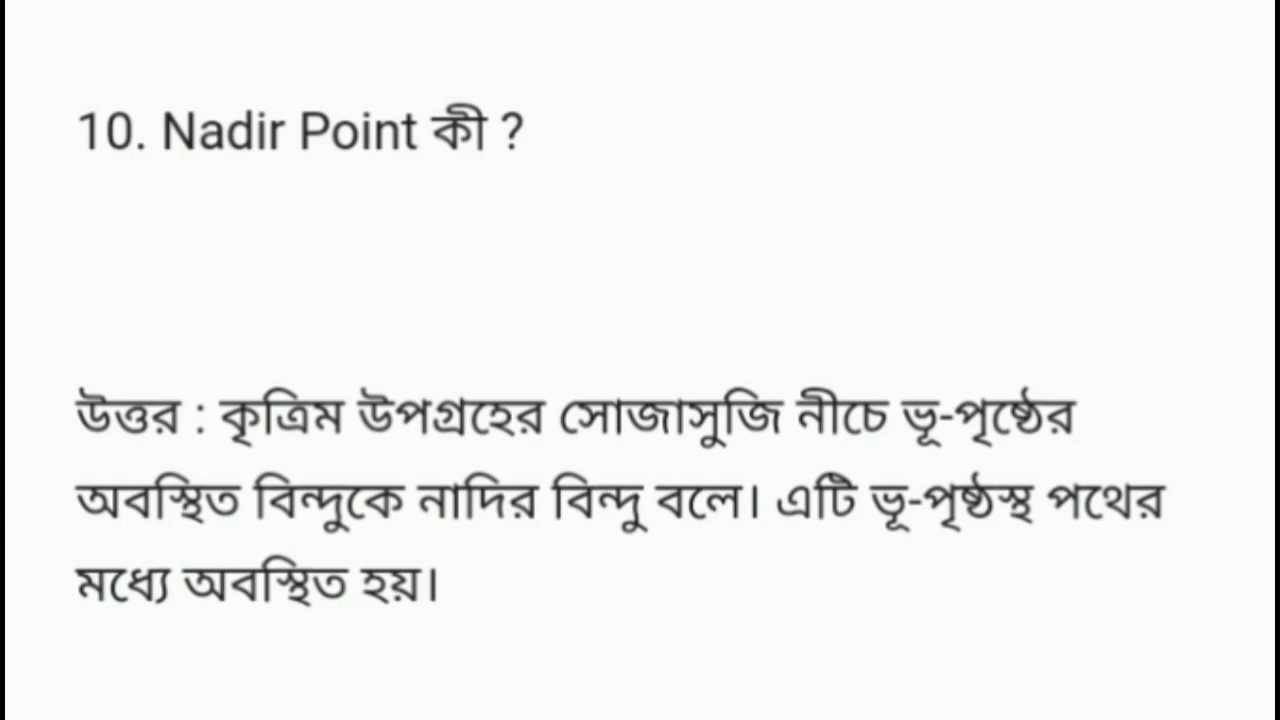 10. Nadir Point কী ?
উত্তর : কৃত্রিম উপগ্রহের সোজাসুজি নীচে ভূ-পৃষ্ঠের
অবস্থিত বিন্দুকে নাদির বিন্দু বলে। এটি ভূ-পৃষ্ঠস্থ পথের
মধ্যে অবস্থিত হয়।